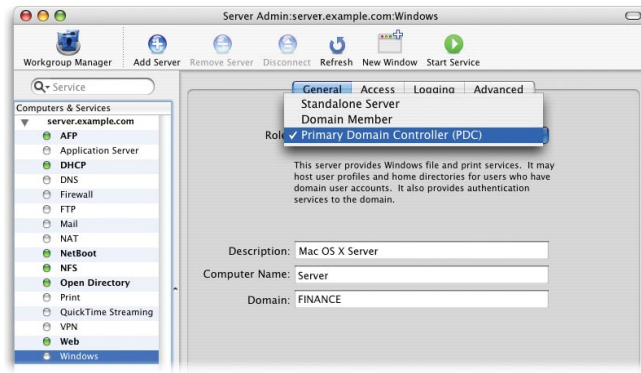 Server Admin:server.example.com:Windows
Workgroup Manager Add Server Remove Server Disconnect Refresh New Window Start Service
Service
General Access Logging Advanced
Computers & Services
server.example.com
AFP
Application Server
DHCP
DNS
Firewall
FTP
Mail
NAT
NetBoot
NFS
Open Directory
Print
QuickTime Streaming
VPN
Web
Windows
Standalone Server
Domain Member
Role
✓ Primary Domain Controller (PDC)
This server provides Windows file and print services. It may
host user profiles and home directories for users who have
domain user accounts. It also provides authentication
services to the domain.
Description: Mac OS X Server
Computer Name: Server
Domain: FINANCE